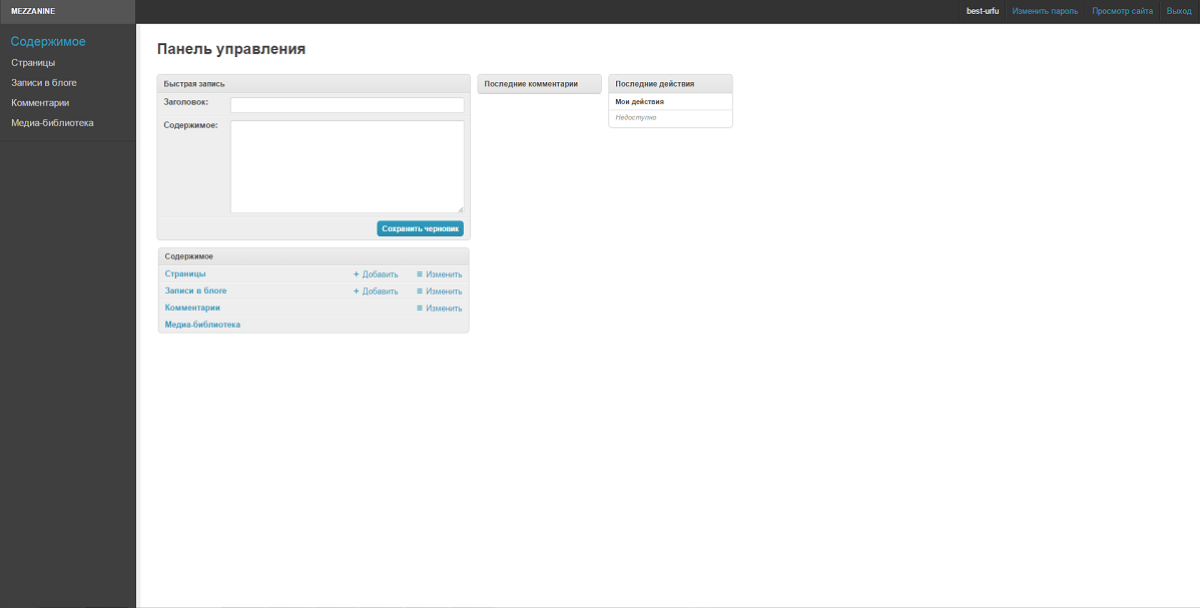 MEZZANINE
best-urfu Изменить пароль Просмотр сайта Выход
Содержимое
Страницы
Записи в блоге
Комментарии
Медиа-библиотека
Панель управления
Быстрая запись
Заголовок:
Содержимое:
Сохранить черновик
Содержимое
Страницы + Добавить Изменить
Записи в блоге + Добавить Изменить
Комментарии Изменить
Медиа-библиотека
Последние комментарии
Последние действия
Мои действия
Недоступно